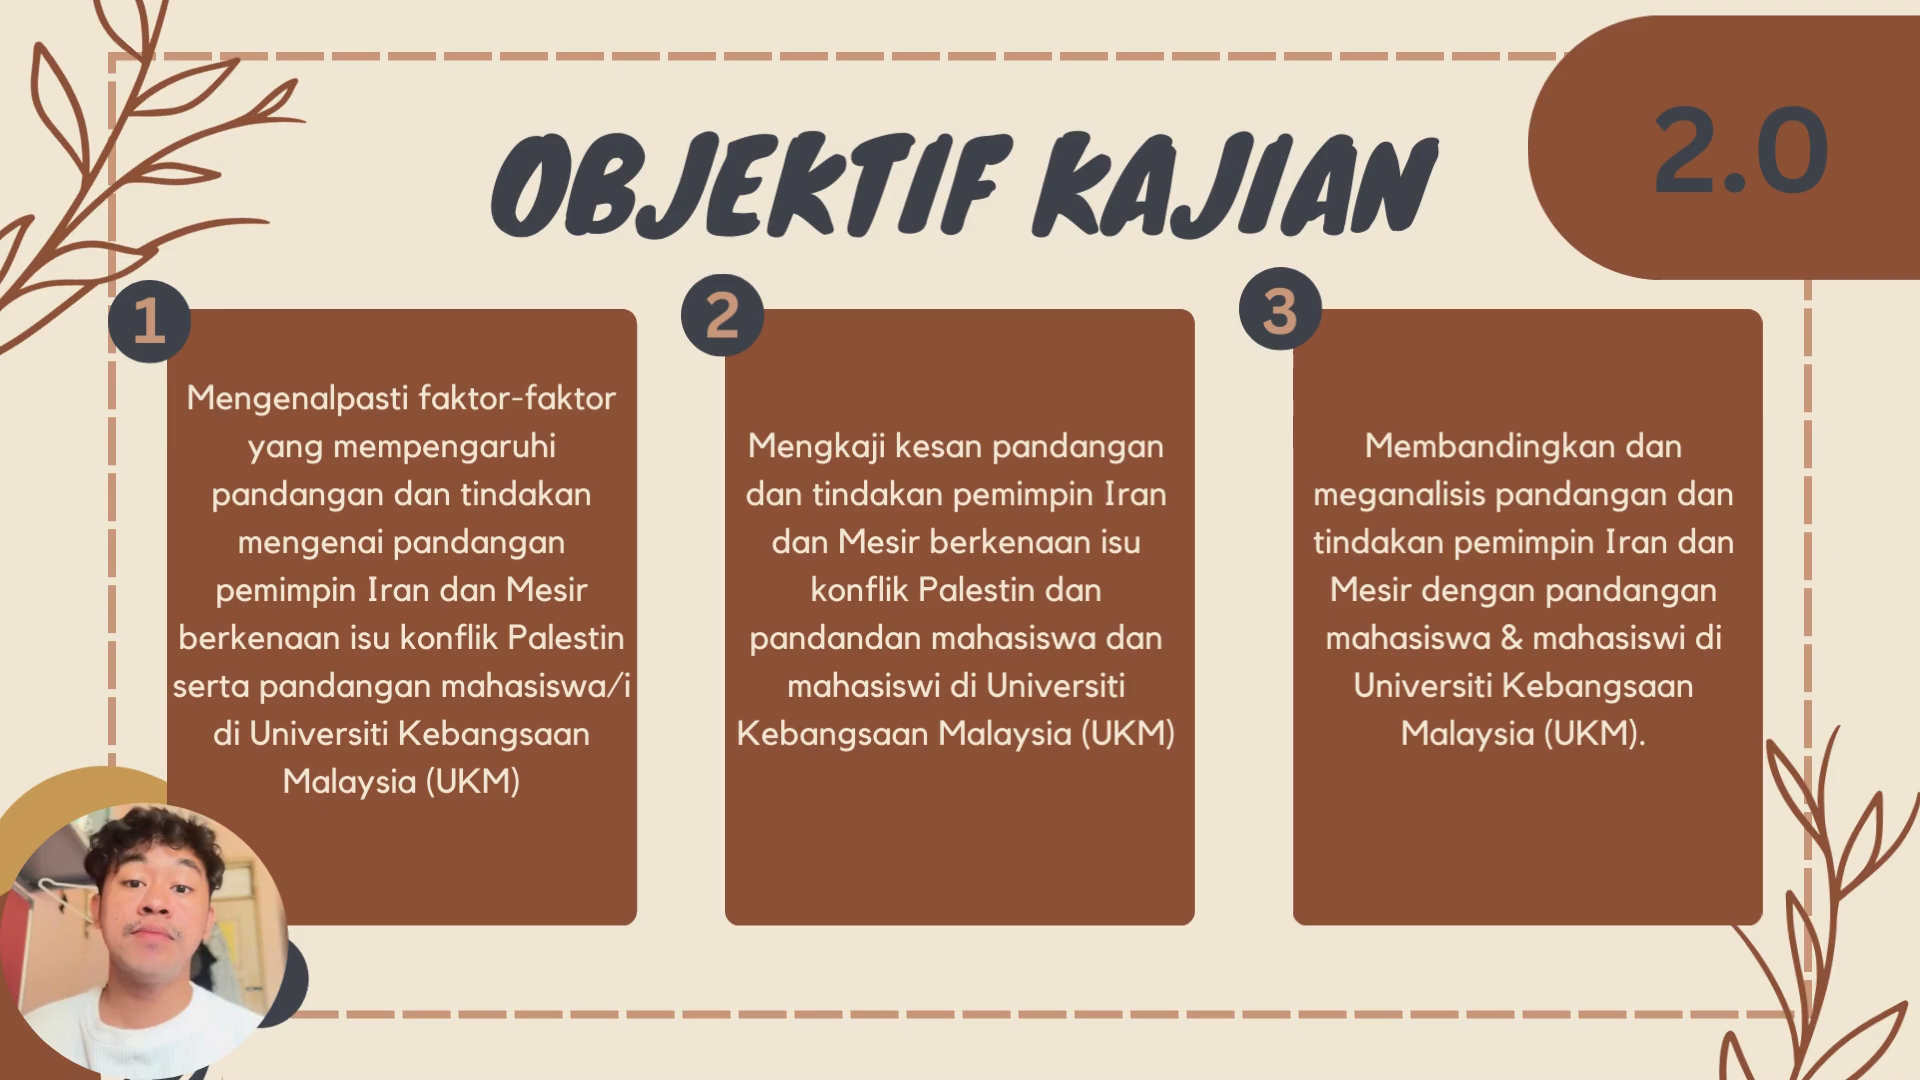 OBJEKTIF KAJIAN
2.0
1
Mengenalpasti faktor-faktor
yang mempengaruhi
pandangan dan tindakan
mengenai pandangan
pemimpin Iran dan Mesir
berkenaan isu konflik Palestin
serta pandangan mahasiswa/i
di Universiti Kebangsaan
Malaysia (UKM)
2
Mengkaji kesan pandangan
dan tindakan pemimpin Iran
dan Mesir berkenaan isu
konflik Palestin dan
pandandan mahasiswa dan
mahasiswi di Universiti
Kebangsaan Malaysia (UKM)
3
Membandingkan dan
meganalisis pandangan dan
tindakan pemimpin Iran dan
Mesir dengan pandangan
mahasiswa & mahasiswi di
Universiti Kebangsaan
Malaysia (UKM).